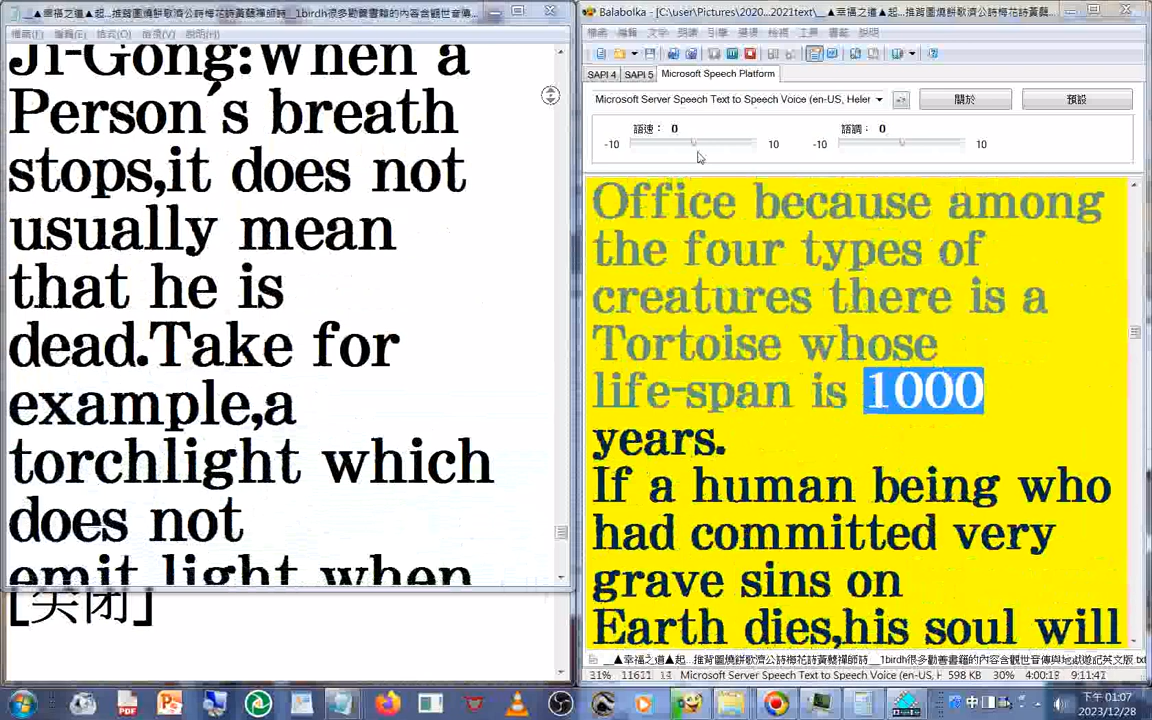 Ji-Gong:When a
Person's breath
stops,it does not
usually mean
that he is
dead.Take for
example,a
torchlight which
does not
emit light when
[关闭]
Balabolka - [C:\user\Pictures\2020...2021text\
SAPI 4 SAPI 5 Microsoft Speech Platform
Microsoft Server Speech Text to Speech Voice (en-US, Heler
關於
預設
語速： 0
-10 10
語調： 0
-10 10
Office because among
the four types of
creatures there is a
Tortoise whose
life-span is 1000
years.
If a human being who
had committed very
grave sins on
Earth dies,his soul will
Microsoft Server Speech Text to Speech Voice (en-US, H 598 KB 30% 4:00:19 9:11:41
下午 01:07
2023/12/28